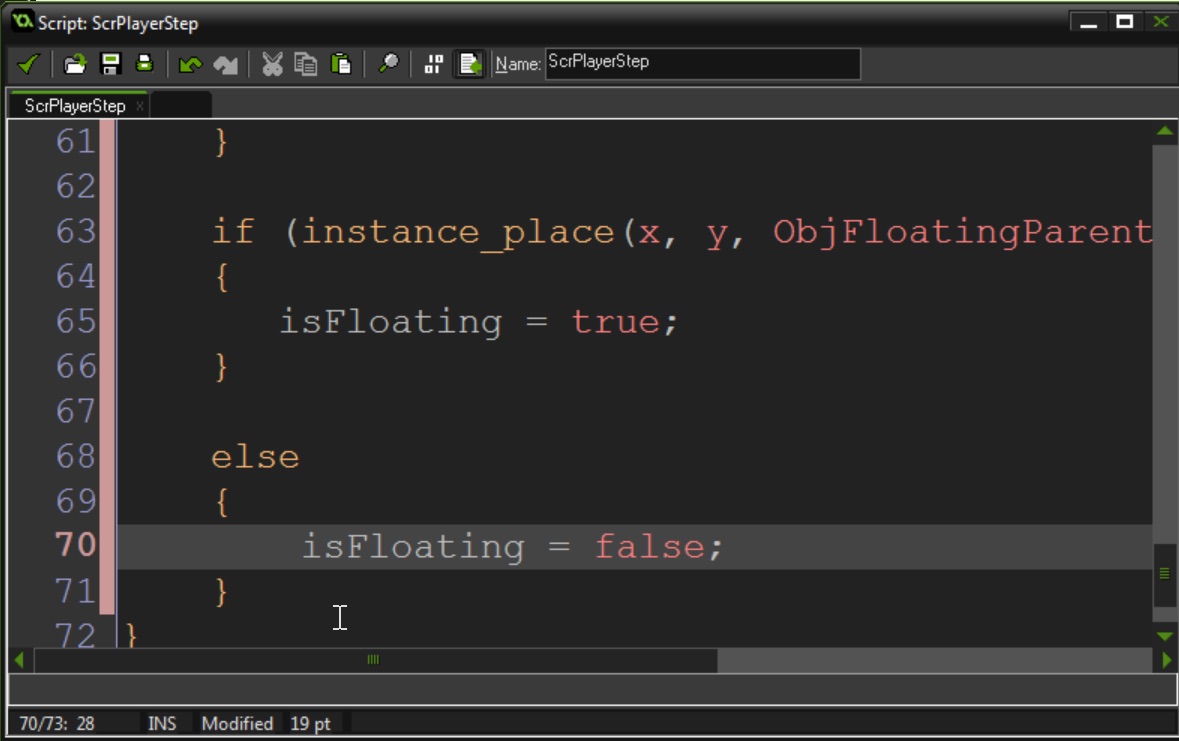 Script: ScrPlayerStep
Name: ScrPlayerStep
ScrPlayerStep
61 }
62
63 if (instance_place(x, y, ObjFloatingParent
64 {
65 isFloating = true;
66 }
67
68 else
69 {
70 isFloating = false;
71 }
72 }
70/73: 28 INS Modified 19 pt